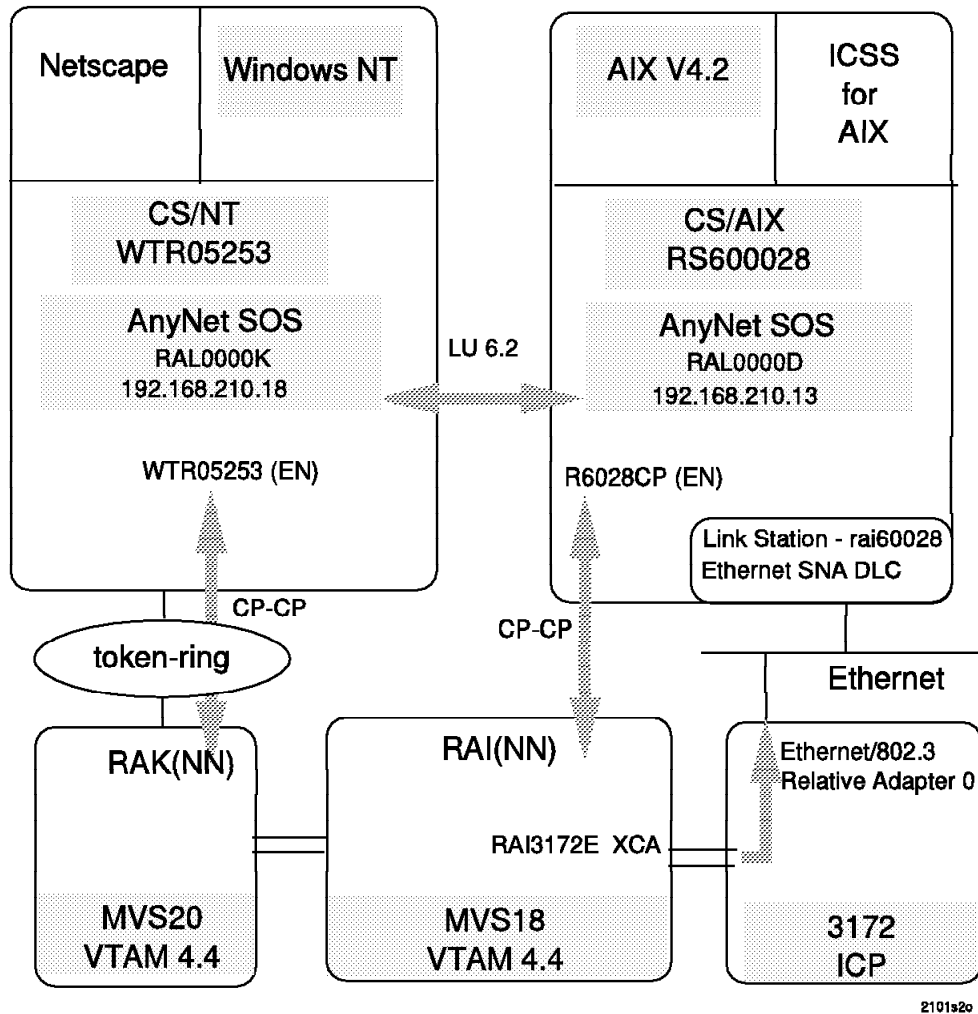 Netscape
Windows NT
CS/NT
WTR05253
AnyNet SOS
RAL0000K
192.168.210.18
WTR05253 (EN)
LU 6.2
AIX V4.2
ICSS
for
AIX
CS/AIX
RS600028
AnyNet SOS
RAL0000D
192.168.210.13
R6028CP (EN)
Link Station - rai60028
Ethernet SNA DLC
CP-CP
CP-CP
token-ring
Ethernet
RAK(NN)
MVS20
VTAM 4.4
RAI(NN)
RAI3172E XCA
MVS18
VTAM 4.4
Ethernet/802.3
Relative Adapter 0
3172
ICP
2101s2o